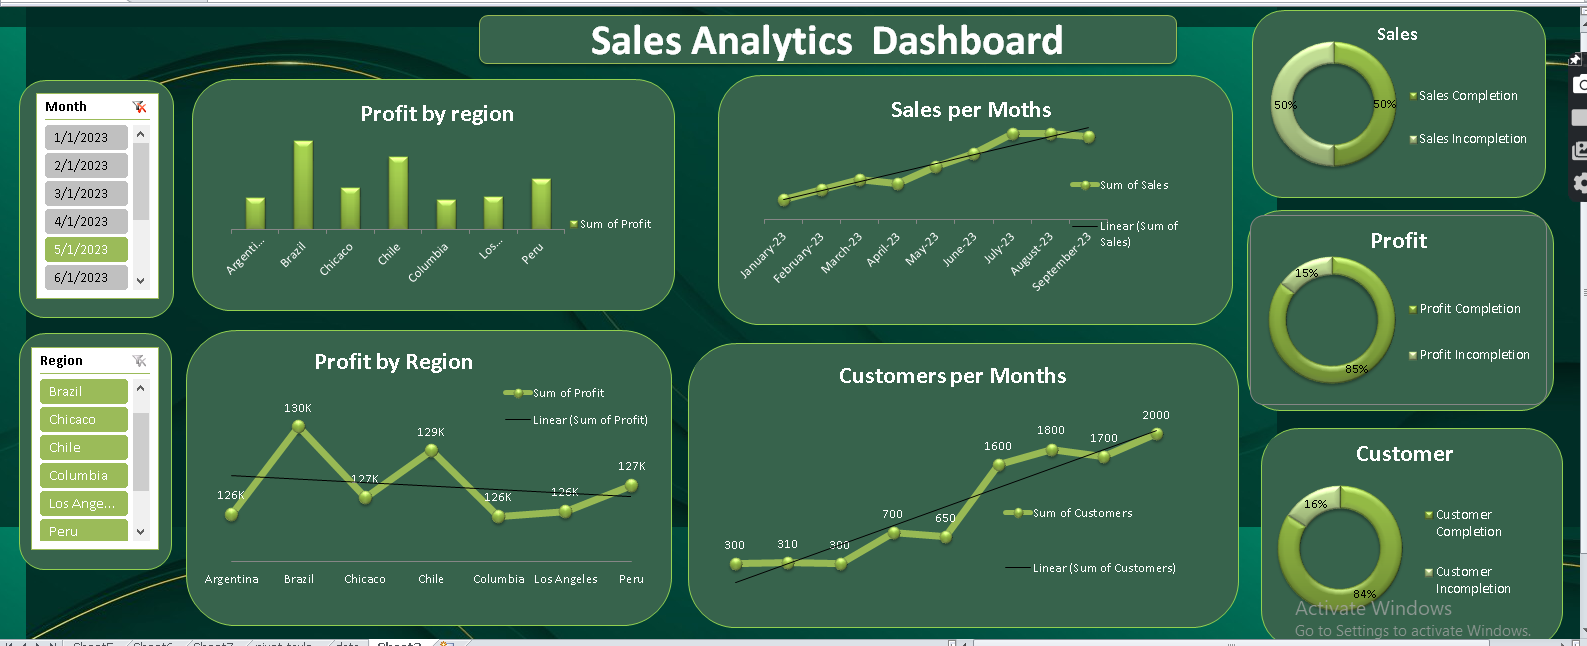 Sales Analytics Dashboard
Month
1/1/2023
2/1/2023
3/1/2023
4/1/2023
5/1/2023
6/1/2023
Region
Brazil
Chicaco
Chile
Columbia
Los Ange...
Peru
Profit by region
Argenti...
Brazil
Chicaco
Chile
Columbia
Los...
Peru
Sum of Profit
Sales per Moths
Sum of Sales
Linear (Sum of
Sales)
January-23
February-23
March-23
April-23
May-23
June-23
July-23
August-23
September-23
Profit by Region
Sum of Profit
Linear (Sum of Profit)
126K
130K
127K
129K
126K
126K
127K
Argentina
Brazil
Chicaco
Chile
Columbia
Los Angeles
Peru
Customers per Months
300
310
300
700
650
1600
1800
1700
2000
Sum of Customers
Linear (Sum of Customers)
Sales
50%
50%
Sales Completion
Sales Incompletion
Profit
15%
85%
Profit Completion
Profit Incompletion
Customer
16%
84%
Customer
Completion
Customer
Incompletion
Activate Windows
Go to Settings to activate Windows.